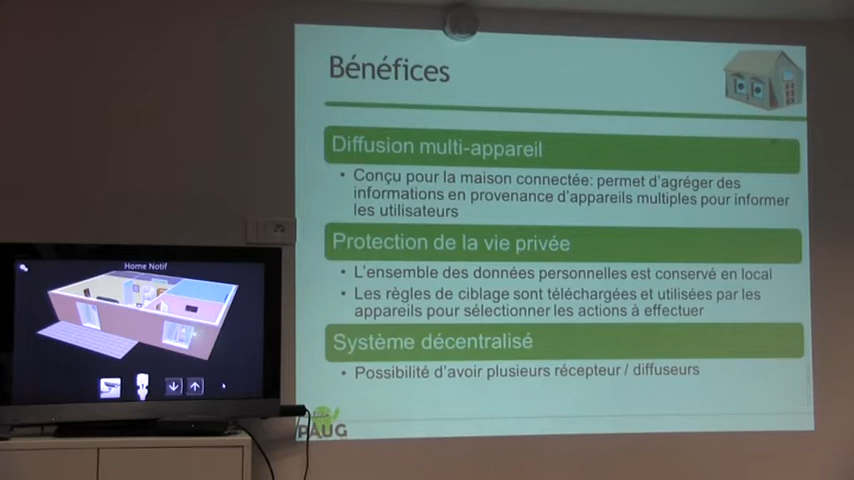 Bénéfices
Diffusion multi-appareil
• Conçu pour la maison connectée: permet d'agréger des
informations en provenance d'appareils multiples pour informer
les utilisateurs
Protection de la vie privée
• L'ensemble des données personnelles est conservé en local
• Les règles de ciblage sont téléchargées et utilisées par les
appareils pour sélectionner les actions à effectuer
Système décentralisé
• Possibilité d'avoir plusieurs récepteur / diffuseurs
PAUG
Home Notif